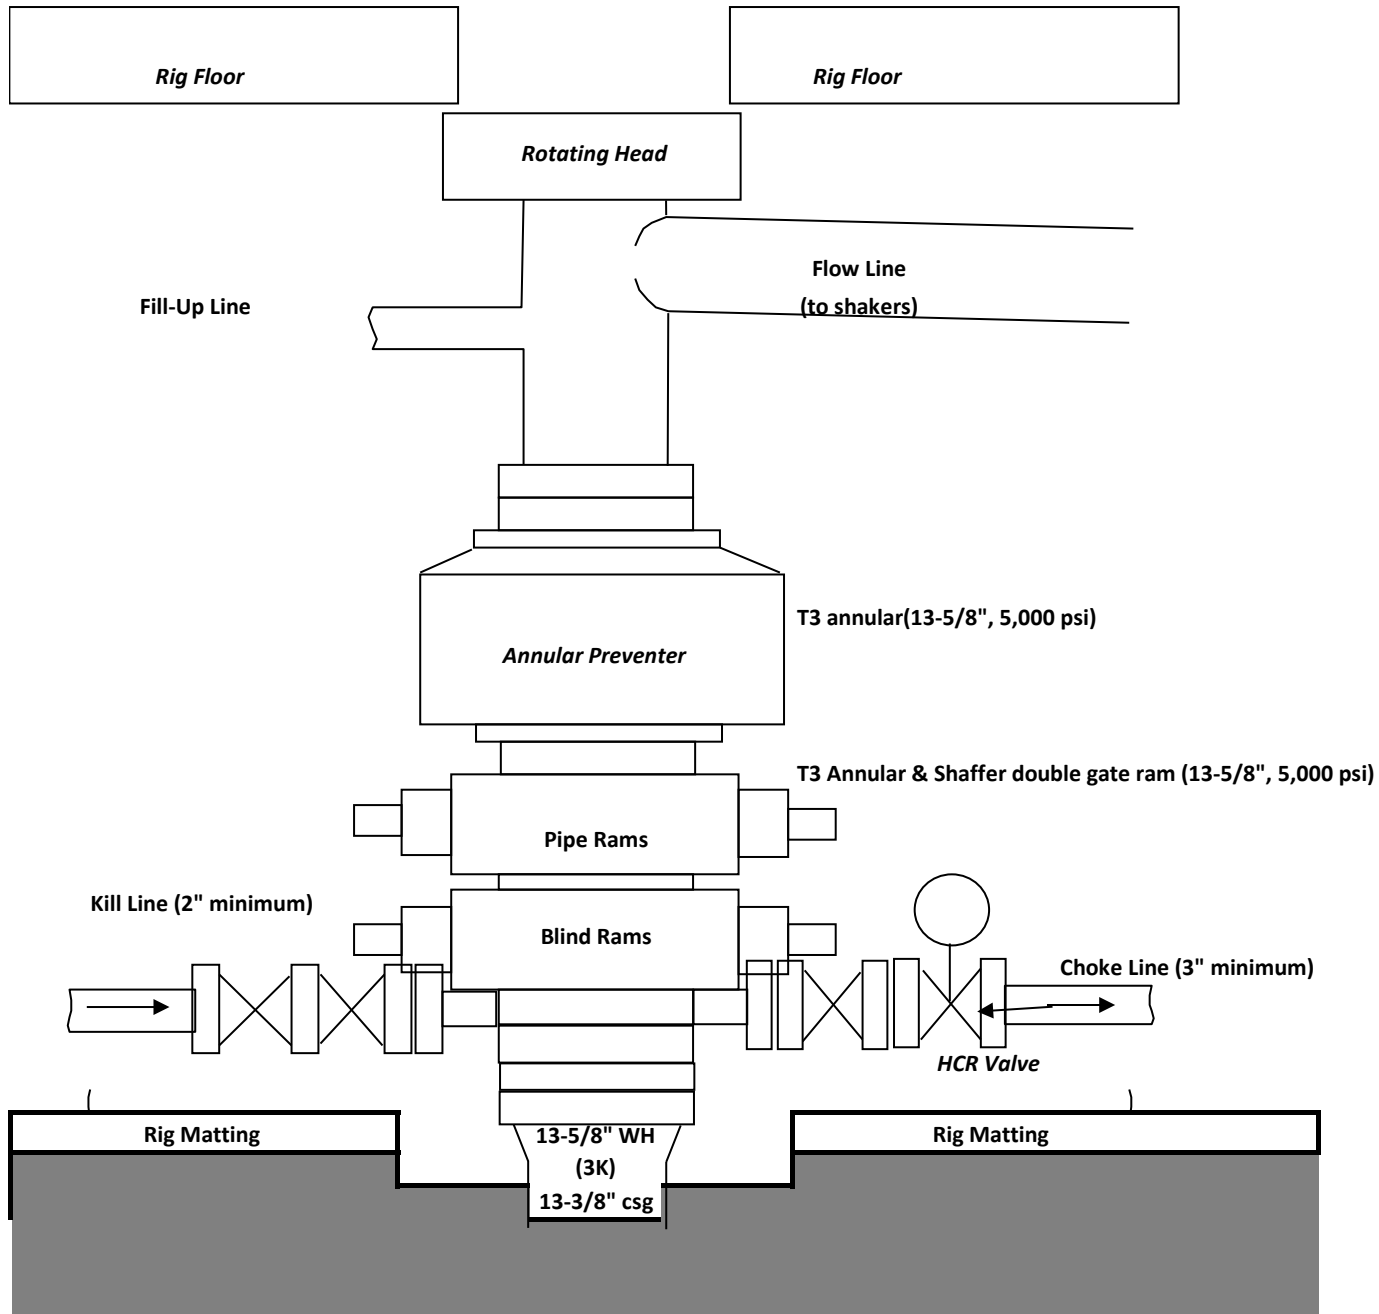 Rig Floor
Rig Floor
Rotating Head
Flow Line
(to shakers)
Fill-Up Line
T3 annular(13-5/8", 5,000 psi)
Annular Preventer
T3 Annular & Shaffer double gate ram (13-5/8", 5,000 psi)
Pipe Rams
Kill Line (2" minimum)
Blind Rams
Choke Line (3" minimum)
HCR Valve
Rig Matting
13-5/8" WH
(3K)
13-3/8" csg
Rig Matting